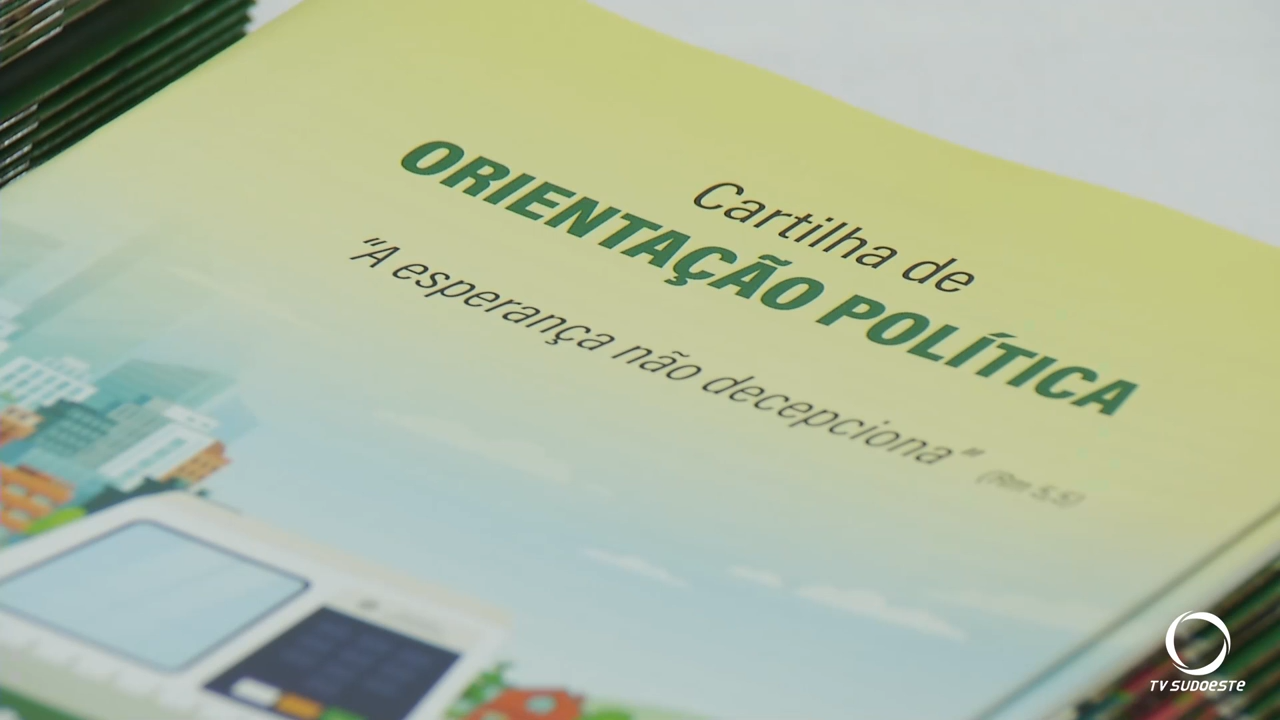 Cartilha de
ORIENTAÇÃO POLÍTICA
“A esperança não decepciona” (Rm 5.5)
TV SUDOESTE